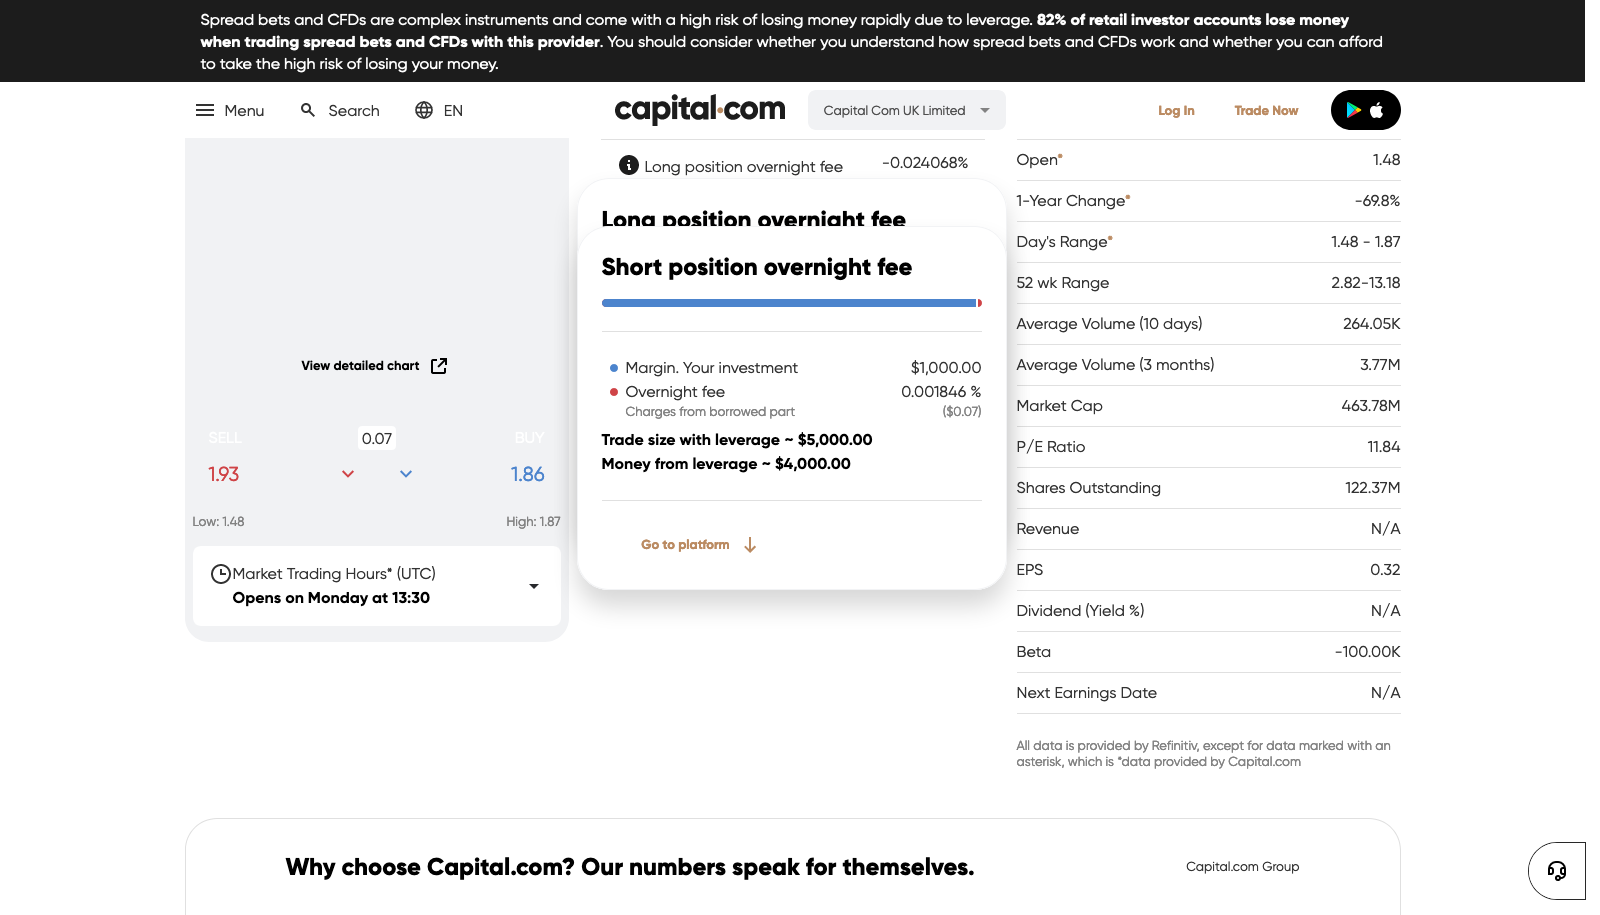 Spread bets and CFDs are complex instruments and come with a high risk of losing money rapidly due to leverage. 82% of retail investor accounts lose money
when trading spread bets and CFDs with this provider. You should consider whether you understand how spread bets and CFDs work and whether you can afford
to take the high risk of losing your money.
Menu Search EN capital.com Capital Com UK Limited Log In Trade Now
View detailed chart
SELL 0.07 BUY
1.93 1.86
Low: 1.48 High: 1.87
Market Trading Hours* (UTC)
Opens on Monday at 13:30
Long position overnight fee -0.024068%
Long position overnight fee
Short position overnight fee
Margin. Your investment $1,000.00
Overnight fee 0.001846 %
Charges from borrowed part ($0.07)
Trade size with leverage ~ $5,000.00
Money from leverage ~ $4,000.00
Go to platform
Open* 1.48
1-Year Change* -69.8%
Day's Range* 1.48 - 1.87
52 wk Range 2.82-13.18
Average Volume (10 days) 264.05K
Average Volume (3 months) 3.77M
Market Cap 463.78M
P/E Ratio 11.84
Shares Outstanding 122.37M
Revenue N/A
EPS 0.32
Dividend (Yield %) N/A
Beta -100.00K
Next Earnings Date N/A
All data is provided by Refinitiv, except for data marked with an
asterisk, which is *data provided by Capital.com
Why choose Capital.com? Our numbers speak for themselves.
Capital.com Group